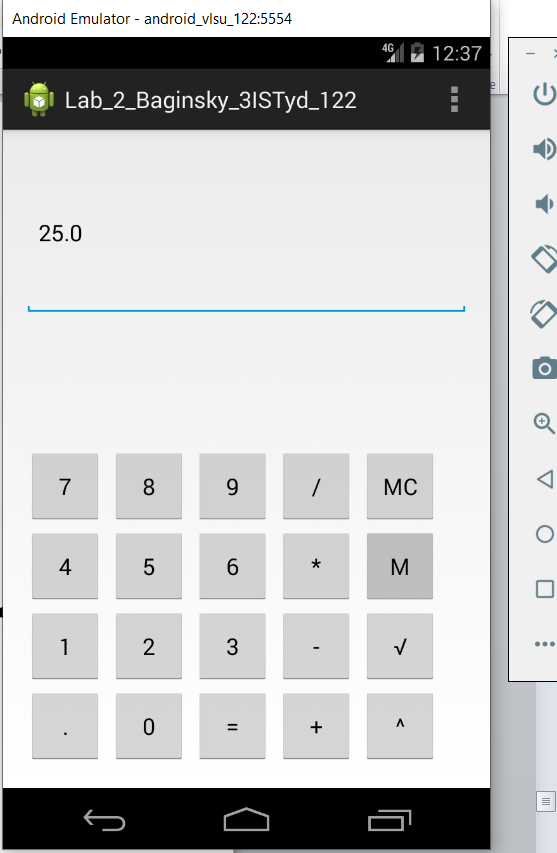 Android Emulator - android_vlsu_122:5554
4G 12:37
Lab_2_Baginsky_3ISTyd_122
25.0
7 8 9 / MC
4 5 6 * M
1 2 3 - √
. 0 = + ^